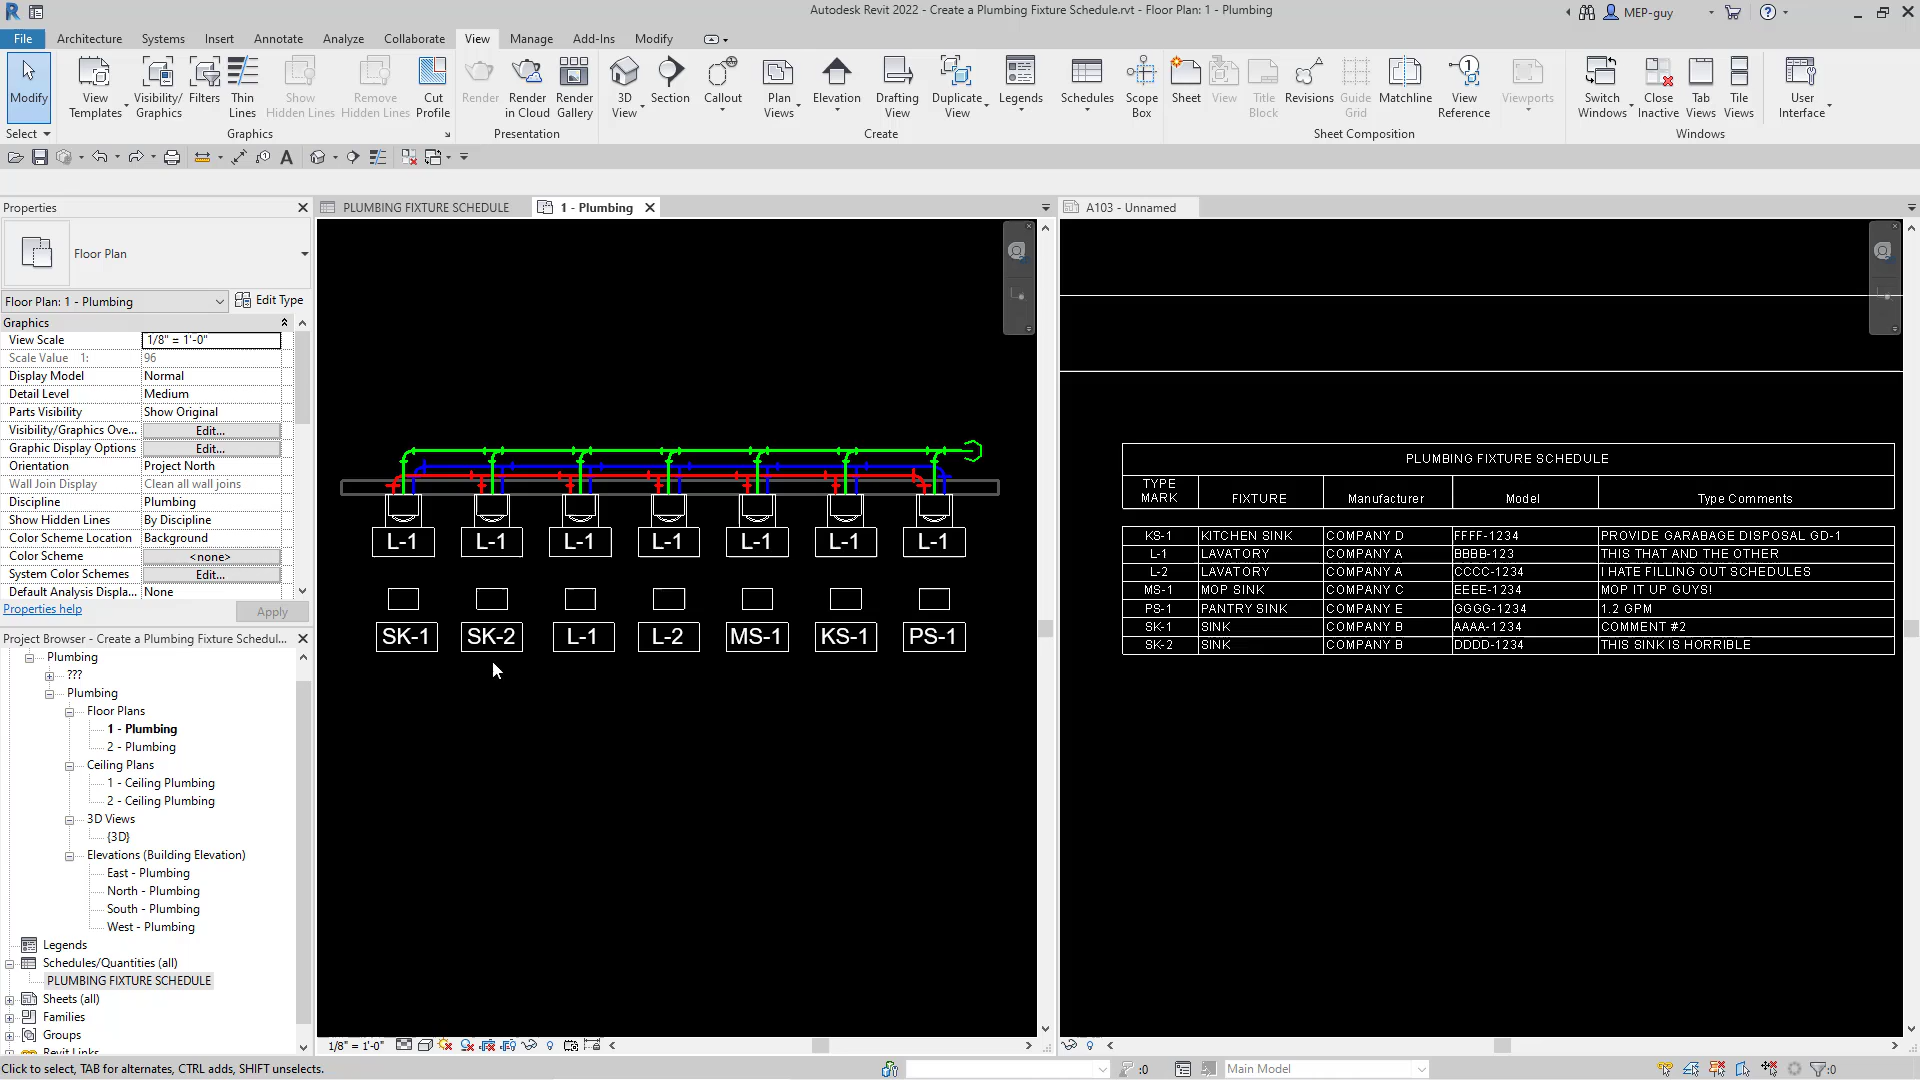 Autodesk Revit 2022 - Create a Plumbing Fixture Schedule.rvt - Floor Plan: 1 - Plumbing
MEP-guy
File Architecture Systems Insert Annotate Analyze Collaborate View Manage Add-Ins Modify
Modify
View Templates
Visibility/ Graphics
Filters
Thin Lines
Show Hidden Lines
Remove Hidden Lines
Cut Profile
Render
Render in Cloud
Render Gallery
3D View
Section
Callout
Plan Views
Elevation
Drafting View
Duplicate View
Legends
Schedules
Scope Box
Sheet
View
Title Block
Revisions
Guide Grid
Matchline
View Reference
Viewports
Switch Windows
Close Inactive
Tab Views
Tile Views
User Interface
Select Graphics Presentation Create Sheet Composition Windows
Properties
Floor Plan
Floor Plan: 1 - Plumbing Edit Type
Graphics
View Scale 1/8" = 1'-0"
Scale Value 1: 96
Display Model Normal
Detail Level Medium
Parts Visibility Show Original
Visibility/Graphics Ove... Edit...
Graphic Display Options Edit...
Orientation Project North
Wall Join Display Clean all wall joins
Discipline Plumbing
Show Hidden Lines By Discipline
Color Scheme Location Background
Color Scheme <none>
System Color Schemes Edit...
Default Analysis Displa... None
Properties help Apply
Project Browser - Create a Plumbing Fixture Schedul...
Plumbing
???
Plumbing
Floor Plans
1 - Plumbing
2 - Plumbing
Ceiling Plans
1 - Ceiling Plumbing
2 - Ceiling Plumbing
3D Views
{3D}
Elevations (Building Elevation)
East - Plumbing
North - Plumbing
South - Plumbing
West - Plumbing
Legends
Schedules/Quantities (all)
PLUMBING FIXTURE SCHEDULE
Sheets (all)
Families
Groups
Revit Links
PLUMBING FIXTURE SCHEDULE 1 - Plumbing
L-1 L-1 L-1 L-1 L-1 L-1 L-1
SK-1 SK-2 L-1 L-2 MS-1 KS-1 PS-1
1/8" = 1'-0"
A103 - Unnamed
PLUMBING FIXTURE SCHEDULE
TYPE MARK FIXTURE Manufacturer Model Type Comments
KS-1 KITCHEN SINK COMPANY D FFFF-1234 PROVIDE GARABAGE DISPOSAL GD-1
L-1 LAVATORY COMPANY A BBBB-123 THIS THAT AND THE OTHER
L-2 LAVATORY COMPANY A CCCC-1234 I HATE FILLING OUT SCHEDULES
MS-1 MOP SINK COMPANY C EEEE-1234 MOP IT UP GUYS!
PS-1 PANTRY SINK COMPANY E GGGG-1234 1.2 GPM
SK-1 SINK COMPANY B AAAA-1234 COMMENT #2
SK-2 SINK COMPANY B DDDD-1234 THIS SINK IS HORRIBLE
Click to select, TAB for alternates, CTRL adds, SHIFT unselects.
:0
Main Model
:0